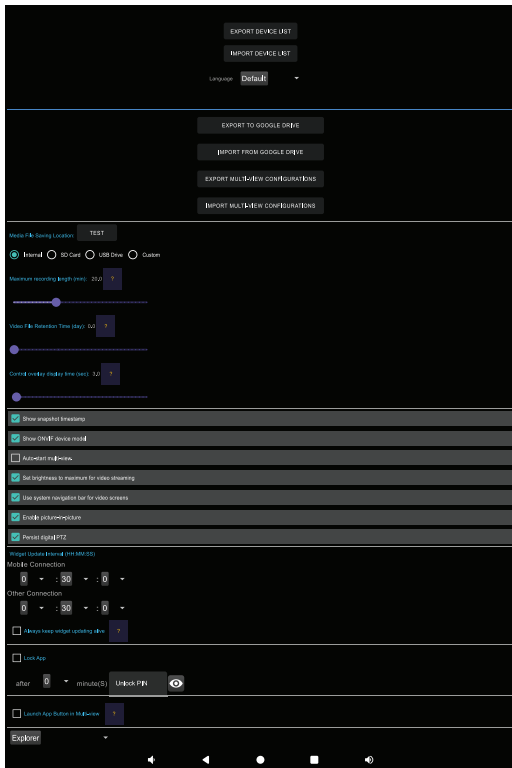 EXPORT DEVICE LIST
IMPORT DEVICE LIST
Language Default
EXPORT TO GOOGLE DRIVE
IMPORT FROM GOOGLE DRIVE
EXPORT MULTI-VIEW CONFIGURATIONS
IMPORT MULTI-VIEW CONFIGURATIONS
Media File Saving Location: TEST
Internal SD Card USB Drive Custom
Maximum recording length (min): 20.0 ?
Video File Retention Time (day): 0.0 ?
Control overlay display time (sec): 3.0 ?
Show snapshot timestamp
Show ONVIF device model
Auto-start multi-view
Set brightness to maximum for video streaming
Use system navigation bar for video screens
Enable picture-in-picture
Persist digital PTZ
Widget Update Interval (HH:MM:SS)
Mobile Connection
0 : 30 : 0
Other Connection
0 : 30 : 0
Always keep widget updating alive ?
Lock App
after 0 minute(S) Unlock PIN
Launch App Button in Multi-view ?
Explorer